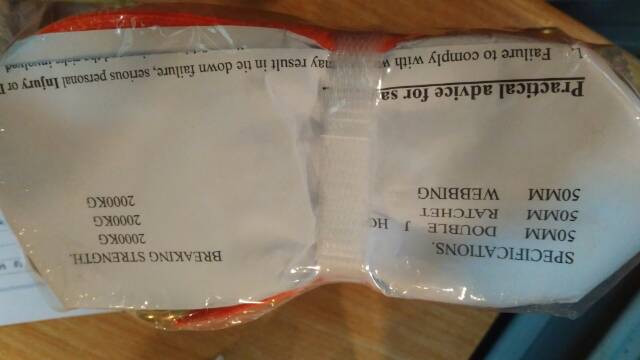 SPECIFICATIONS. BREAKING STRENGTH.
50MM DOUBLE J HO 2000KG
50MM RATCHET 2000KG
50MM WEBBING 2000KG
Practical advice for sa
1. Failure to comply with w may result in tie down failure, serious personal Injury or